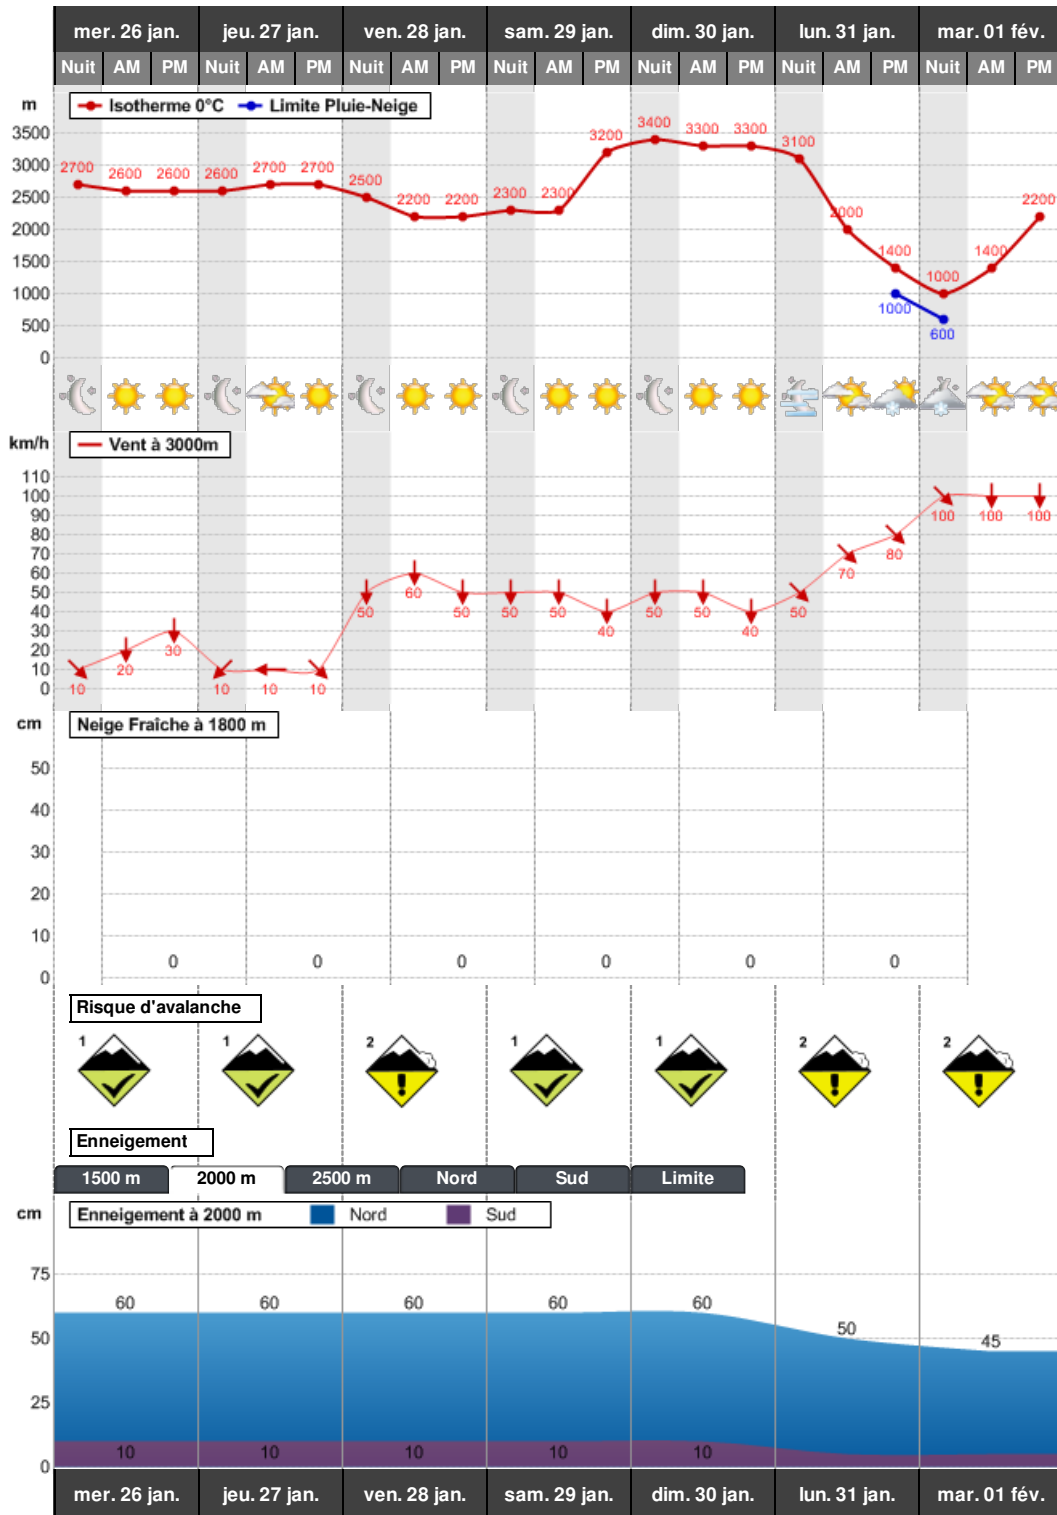 mer. 26 jan. jeu. 27 jan. ven. 28 jan. sam. 29 jan. dim. 30 jan. lun. 31 jan. mar. 01 fév.
Nuit AM PM Nuit AM PM Nuit AM PM Nuit AM PM Nuit AM PM Nuit AM PM Nuit AM PM
m
Isotherme 0°C Limite Pluie-Neige
3500
3000
2500
2000
1500
1000
500
0
2700 2600 2600 2600 2700 2700 2500 2200 2200 2300 2300 3200 3400 3300 3300 3100 2000 1400 1000 1400 2200
1000 600
km/h
Vent à 3000m
110
100
90
80
70
60
50
40
30
20
10
0
10 20 30 10 10 10 50 60 50 50 50 40 50 50 40 50 70 80 100 100 100
cm
Neige Fraîche à 1800 m
50
40
30
20
10
0
0 0 0 0 0 0
Risque d'avalanche
1 1 2 1 1 2 2
Enneigement
1500 m 2000 m 2500 m Nord Sud Limite
cm
Enneigement à 2000 m Nord Sud
75
50
25
0
60 60 60 60 60 50 45
10 10 10 10 10
mer. 26 jan. jeu. 27 jan. ven. 28 jan. sam. 29 jan. dim. 30 jan. lun. 31 jan. mar. 01 fév.